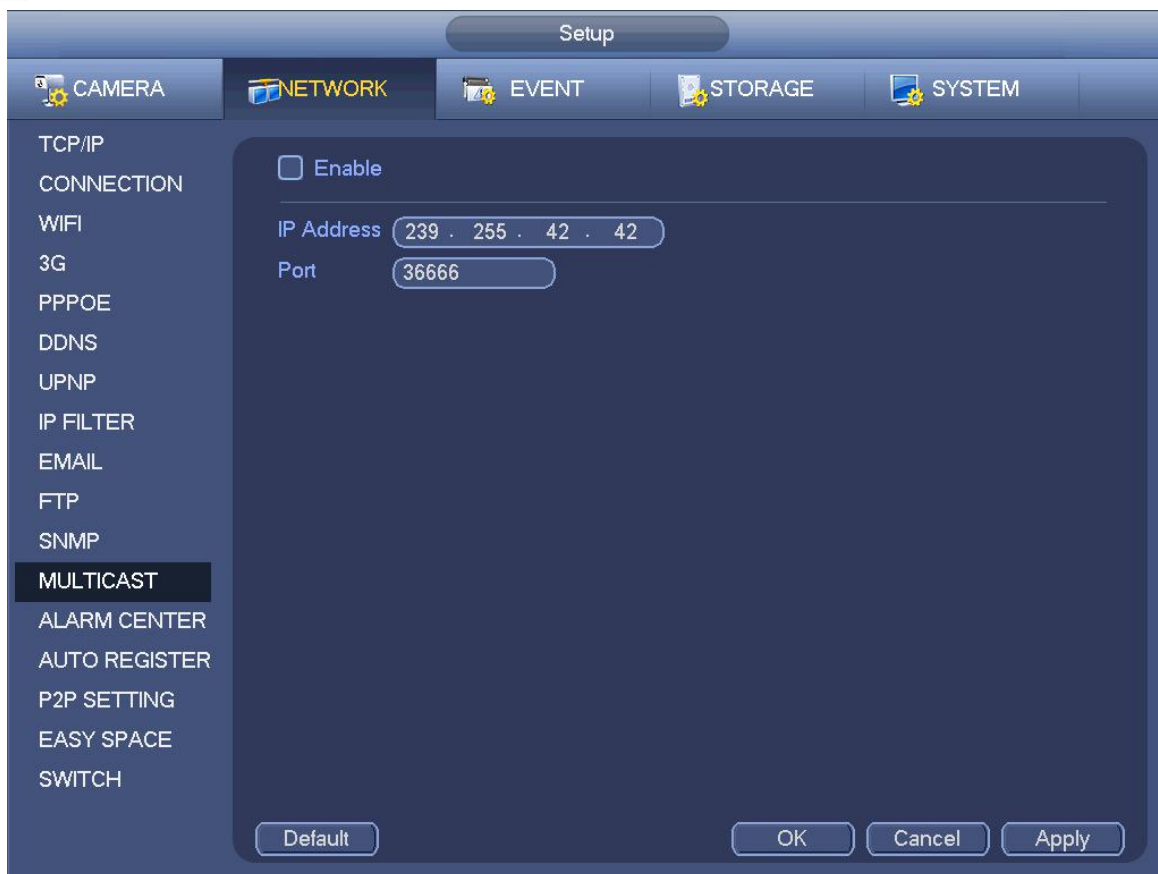 Setup
CAMERA NETWORK EVENT STORAGE SYSTEM
TCP/IP
CONNECTION
WIFI
3G
PPPOE
DDNS
UPNP
IP FILTER
EMAIL
FTP
SNMP
MULTICAST
ALARM CENTER
AUTO REGISTER
P2P SETTING
EASY SPACE
SWITCH
Enable
IP Address 239 . 255 . 42 . 42
Port 36666
Default OK Cancel Apply